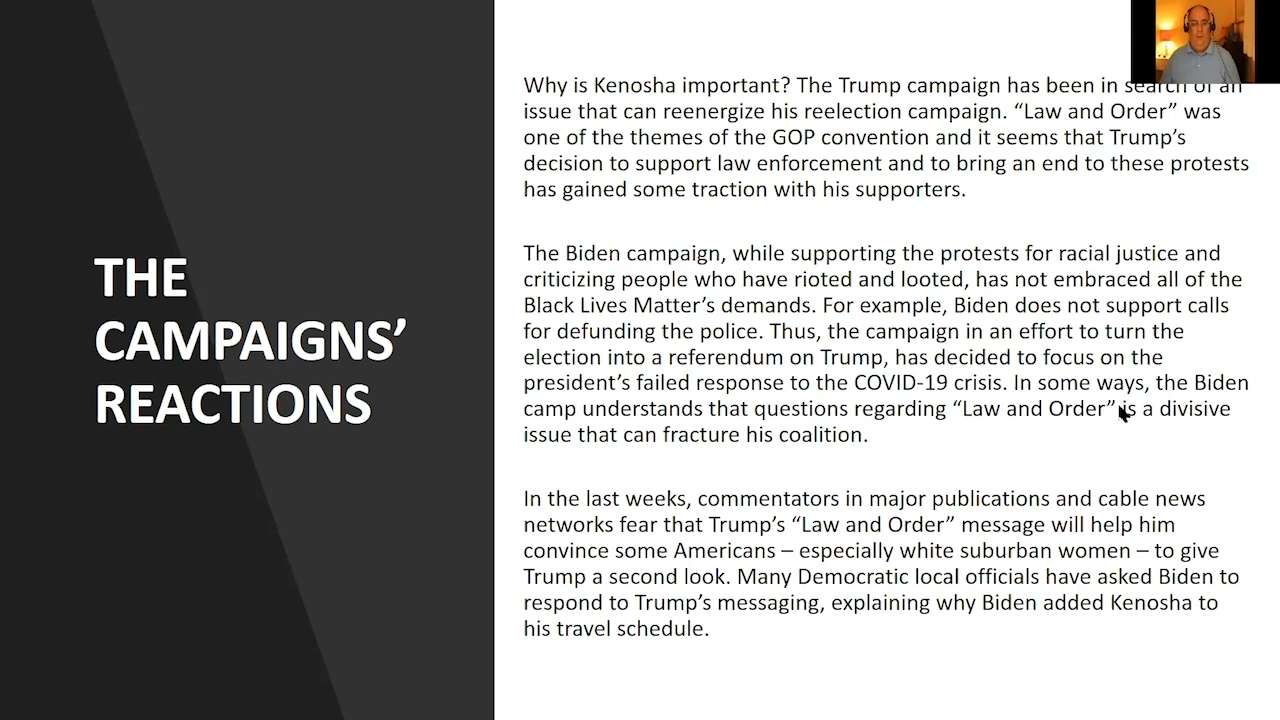 THE
CAMPAIGNS’
REACTIONS
Why is Kenosha important? The Trump campaign has been in search of an
issue that can reenergize his reelection campaign. “Law and Order” was
one of the themes of the GOP convention and it seems that Trump’s
decision to support law enforcement and to bring an end to these protests
has gained some traction with his supporters.
The Biden campaign, while supporting the protests for racial justice and
criticizing people who have rioted and looted, has not embraced all of the
Black Lives Matter’s demands. For example, Biden does not support calls
for defunding the police. Thus, the campaign in an effort to turn the
election into a referendum on Trump, has decided to focus on the
president’s failed response to the COVID-19 crisis. In some ways, the Biden
camp understands that questions regarding “Law and Order” is a divisive
issue that can fracture his coalition.
In the last weeks, commentators in major publications and cable news
networks fear that Trump’s “Law and Order” message will help him
convince some Americans – especially white suburban women – to give
Trump a second look. Many Democratic local officials have asked Biden to
respond to Trump’s messaging, explaining why Biden added Kenosha to
his travel schedule.